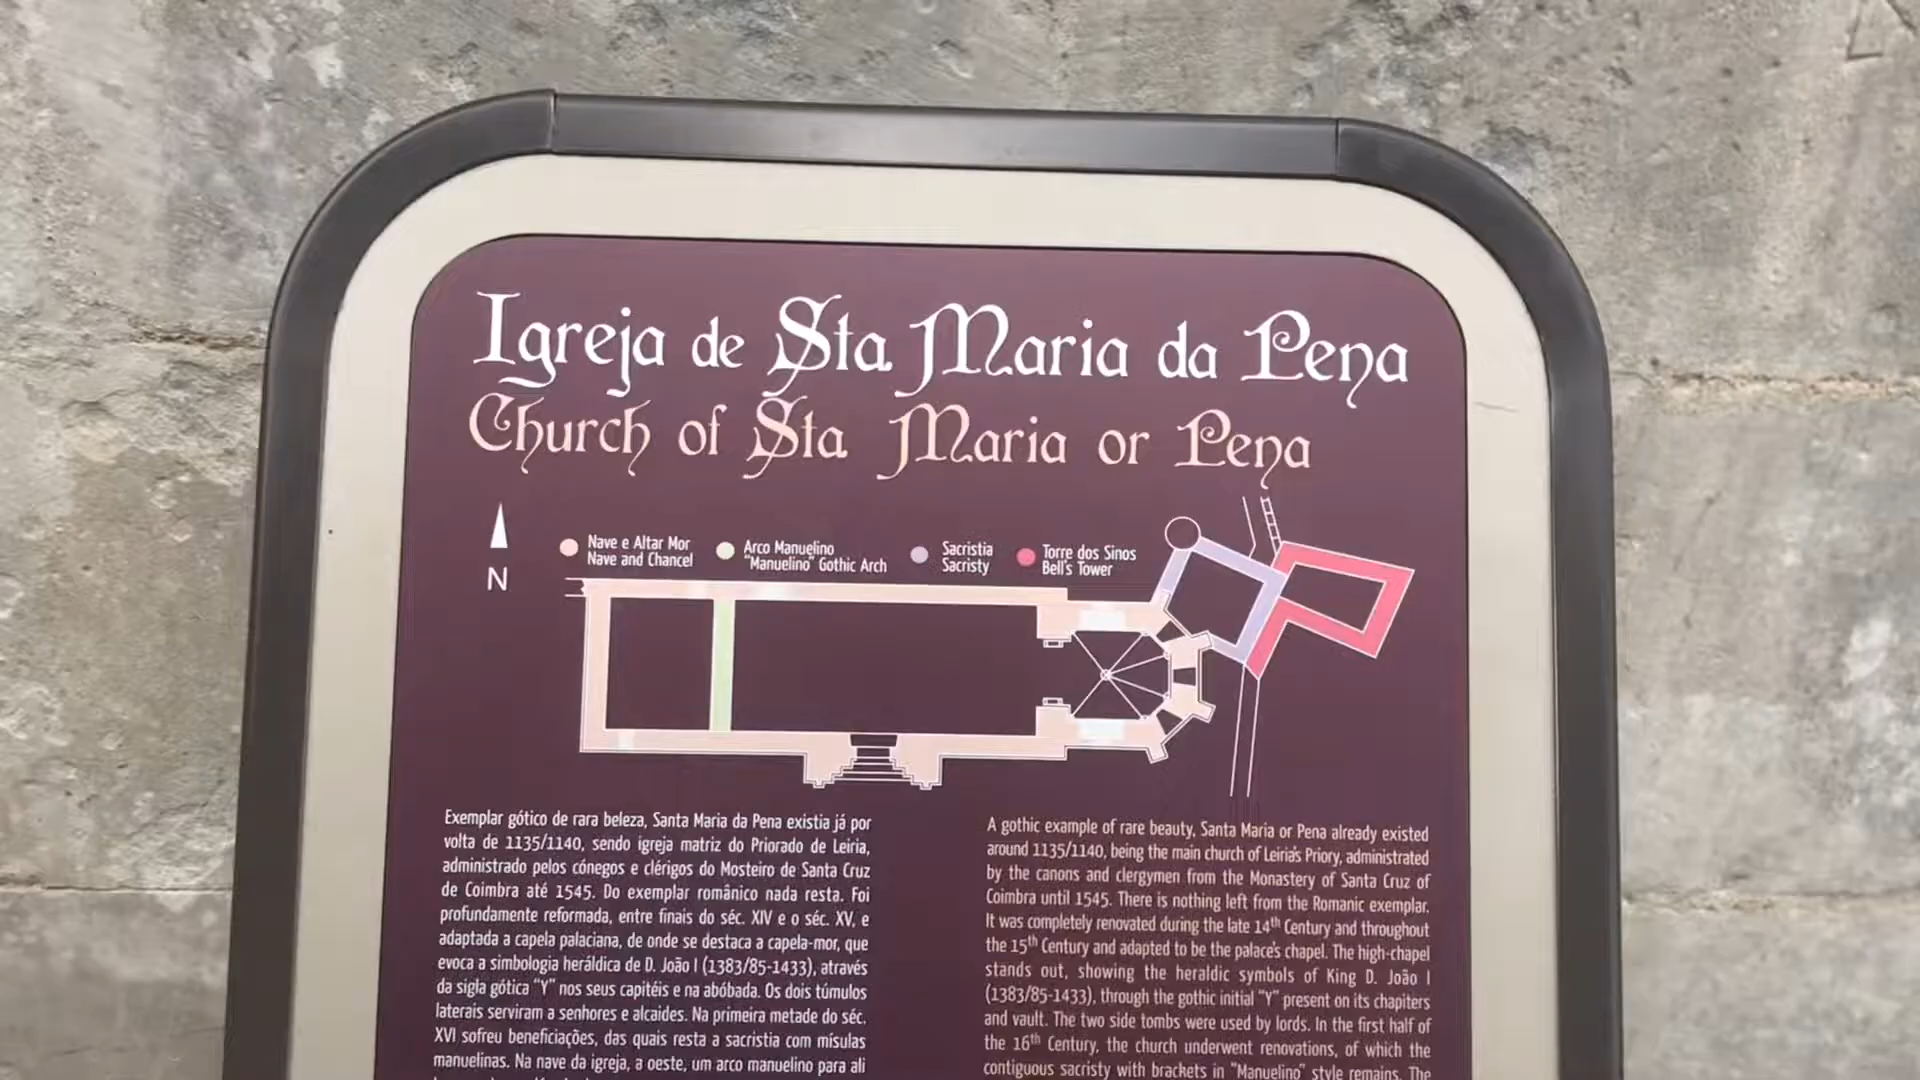 Igreja de Sta Maria da Pena
Church of Sta Maria or Pena
N
Nave e Altar Mor
Nave and Chancel
Arco Manuelino
"Manuelino" Gothic Arch
Sacristia
Sacristy
Torre dos Sinos
Bell's Tower
Exemplar gótico de rara beleza, Santa Maria da Pena existia já por
volta de 1135/1140, sendo igreja matriz do Priorado de Leiria,
administrado pelos cónegos e clérigos do Mosteiro de Santa Cruz
de Coimbra até 1545. Do exemplar românico nada resta. Foi
profundamente reformada, entre finais do séc. XIV e o séc. XV, e
adaptada a capela palaciana, de onde se destaca a capela-mor, que
evoca a simbologia heráldica de D. João I (1383/85-1433), através
da sigla gótica "Y" nos seus capitéis e na abóbada. Os dois túmulos
laterais serviram a senhores e alcaides. Na primeira metade do séc.
XVI sofreu beneficiações, das quais resta a sacristia com mísulas
manuelinas. Na nave da igreja, a oeste, um arco manuelino para ali
A gothic example of rare beauty, Santa Maria or Pena already existed
around 1135/1140, being the main church of Leiria's Priory, administrated
by the canons and clergymen from the Monastery of Santa Cruz of
Coimbra until 1545. There is nothing left from the Romanic exemplar.
It was completely renovated during the late 14th Century and throughout
the 15th Century and adapted to be the palace's chapel. The high-chapel
stands out, showing the heraldic symbols of King D. João I
(1383/85-1433), through the gothic initial "Y" present on its chapiters
and vault. The two side tombs were used by lords. In the first half of
the 16th Century, the church underwent renovations, of which the
contiguous sacristy with brackets in "Manuelino" style remains. The